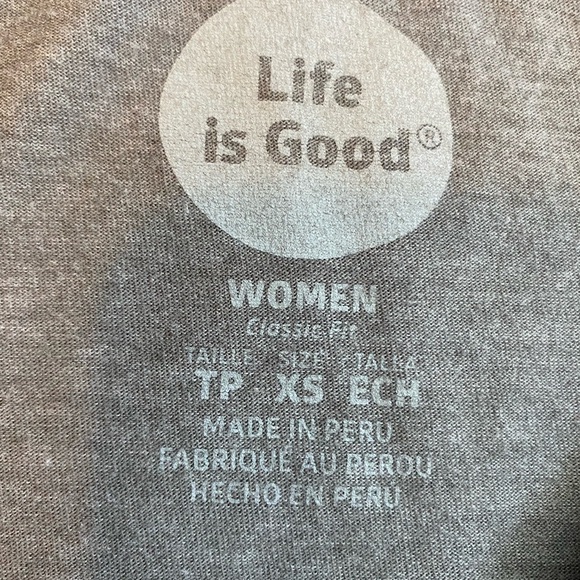 Life
is Good®
WOMEN
Classic Fit
TAILLE SIZE TALLA
TP - XS ECH
MADE IN PERU
FABRIQUÉ AU PEROU
HECHO EN PERU